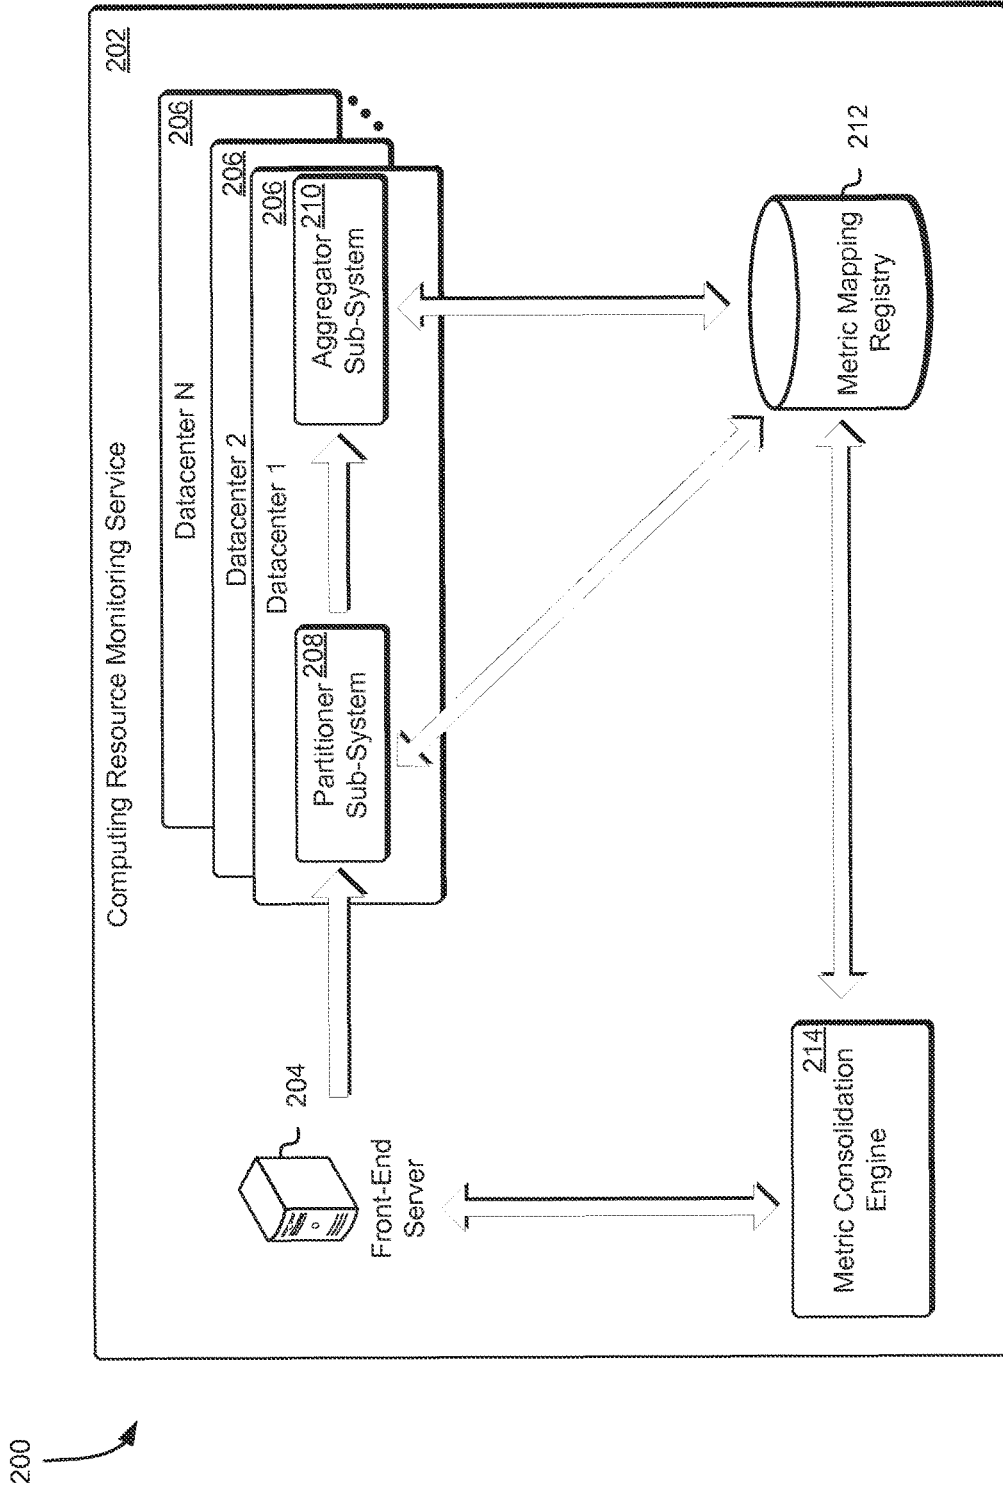 200
Computing Resource Monitoring Service
202
Datacenter N
206
Datacenter 2
206
Datacenter 1
206
Partitioner
Sub-System
208
Aggregator
Sub-System
210
204
Front-End
Server
Metric Consolidation
Engine
214
Metric Mapping
Registry
212